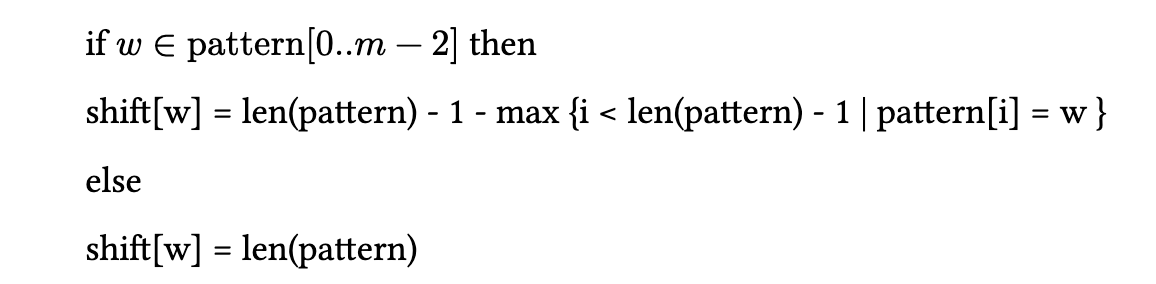 if w ∈ pattern[0..m − 2] then
shift[w] = len(pattern) - 1 - max {i < len(pattern) - 1 | pattern[i] = w }
else
shift[w] = len(pattern)